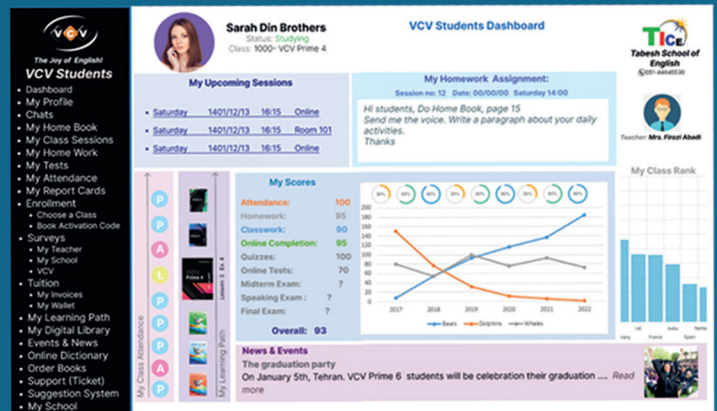 VCV
The Joy of English!
VCV Students
Dashboard
My Profile
Chats
My Home Book
My Class Sessions
My Home Work
My Tests
My Attendance
My Report Cards
Enrollment
Choose a Class
Book Activation Code
Surveys
My Teacher
My School
VCV
Tuition
My Invoices
My Wallet
My Learning Path
My Digital Library
Events & News
Online Dictionary
Order Books
Support (Ticket)
Suggestion System
My School
Sarah Din Brothers
Status: Studying
Class: 1000- VCV Prime 4
VCV Students Dashboard
TICE
Tabesh School of
English
051-44645530
Teacher: Mrs. Firozi Abadi
My Upcoming Sessions
Saturday 1401/12/13 16:15 Online
Saturday 1401/12/13 16:15 Room 101
Saturday 1401/12/13 16:15 Online
My Homework Assignment:
Session no: 12 Date: 00/00/00 Saturday 14:00
Hi students, Do Home Book, page 15
Send me the voice. Write a paragraph about your daily
activities.
Thanks
My Class Attendance
P
P
A
L
P
P
P
A
P
My Learning Path
Lesson 3 Ex. 4
Prime 4
My Scores
Attendance: 100
Homework: 95
Classwork: 90
Online Completion: 95
Quizzes: 100
Online Tests: 70
Midterm Exam: ?
Speaking Exam : ?
Final Exam: ?
Overall: 93
200
180
160
140
120
100
80
60
40
20
0
2017 2018 2019 2020 2021 2022
Bears Dolphins Whales
My Class Rank
UK India
France Spain
News & Events
The graduation party
On January 5th, Tehran. VCV Prime 6 students will be celebration their graduation .... Read
more